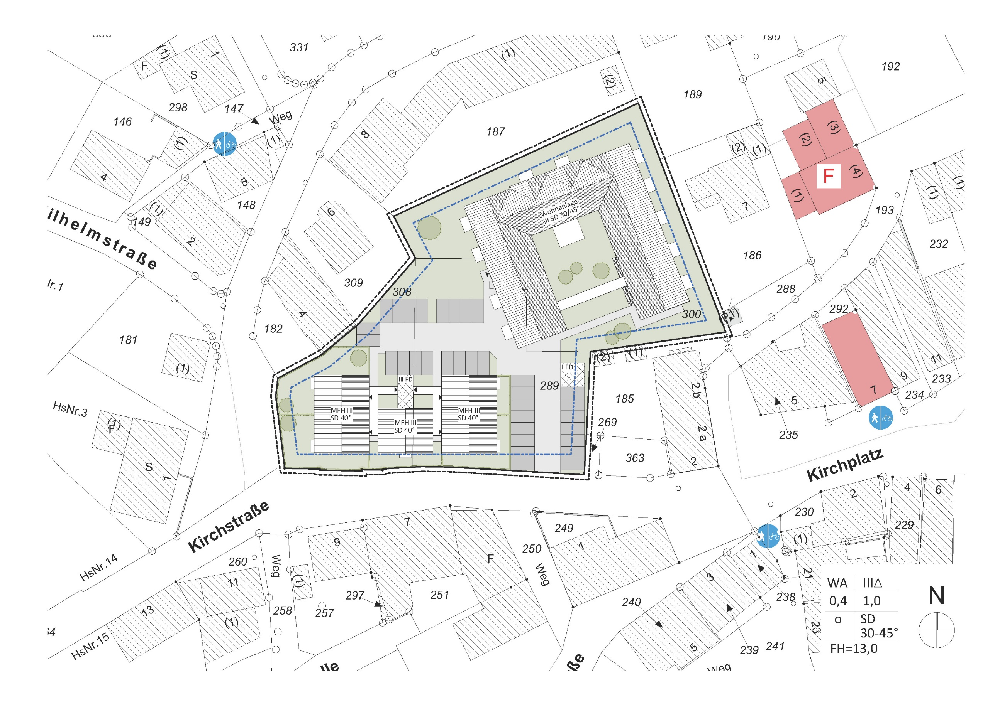 331
(1)
190
(1)
1
F
S
192
5
(2)
189
298
147
Weg
146
187
8
(3)
(2)
(1)
(1)
(2)
(1)
4
5
(4)
F
(1)
(1)
(1)
148
6
Wohnanlage
III SD 30/45°
7
193
(1)
149
ilhelmstraße
2
232
186
309
308
288
4
292
300
182
181
(1)
(2)
(1)
11
I FD
III FD
9
233
289
2 b
7
234
185
5
HsNr.3
MFH III
SD 40°
MFH III
SD 40°
MFH III
SD 40°
269
(1)
F
2 a
235
363
2
S
1
Kirchplatz
2
4
6
Kirchstraße
7
230
229
249
9
1
(1)
250
F
260
Weg
1
HsNr.14
Weg
3
21
11
(1)
WA
III△
N
297
251
238
0,4
1,0
240
13
258
257
o
SD
30-45°
(1)
23
HsNr.15
5
239
241
FH=13,0
lle
ße
Weg